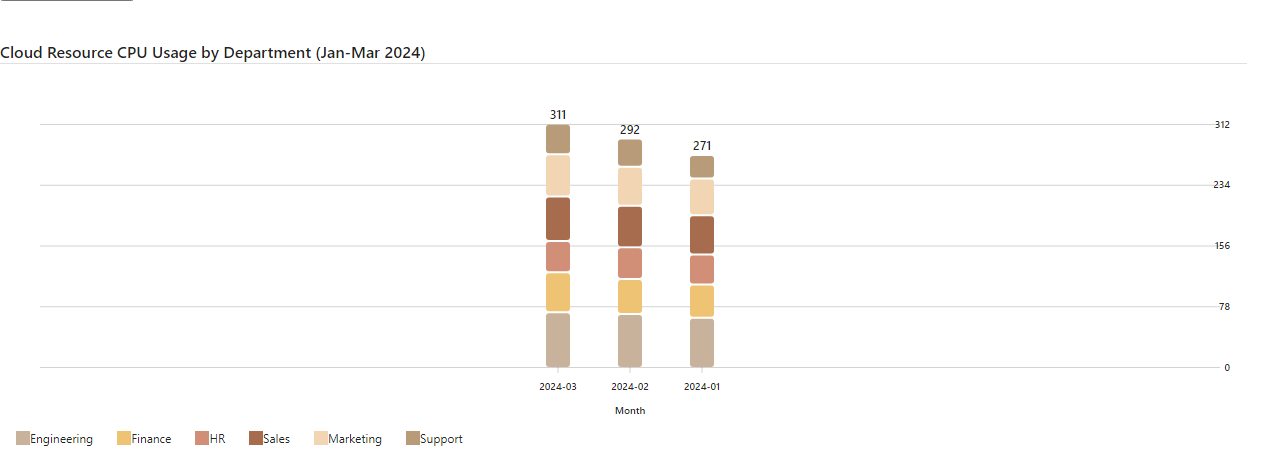 Cloud Resource CPU Usage by Department (Jan-Mar 2024)
311
292
271
312
234
156
78
0
2024-03 2024-02 2024-01
Month
Engineering Finance HR Sales Marketing Support